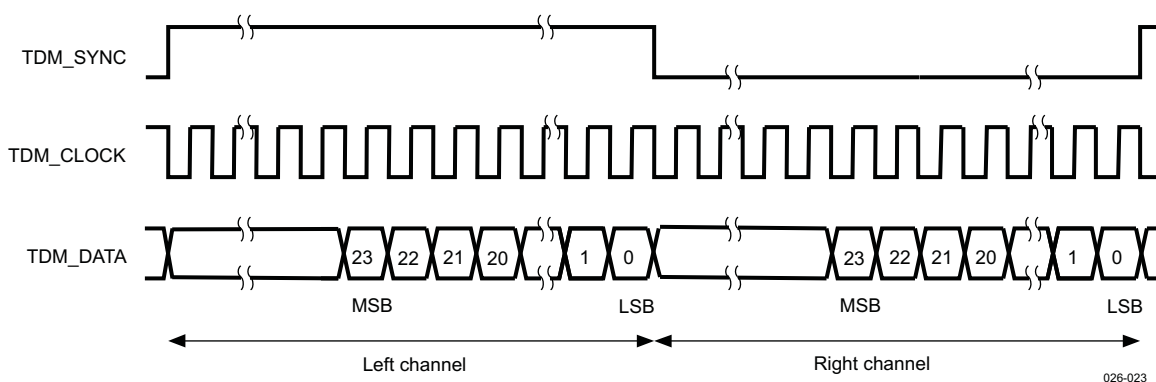 TDM_SYNC
TDM_CLOCK
TDM_DATA
23 22 21 20 1 0 23 22 21 20 1 0
MSB LSB MSB LSB
Left channel Right channel
026-023